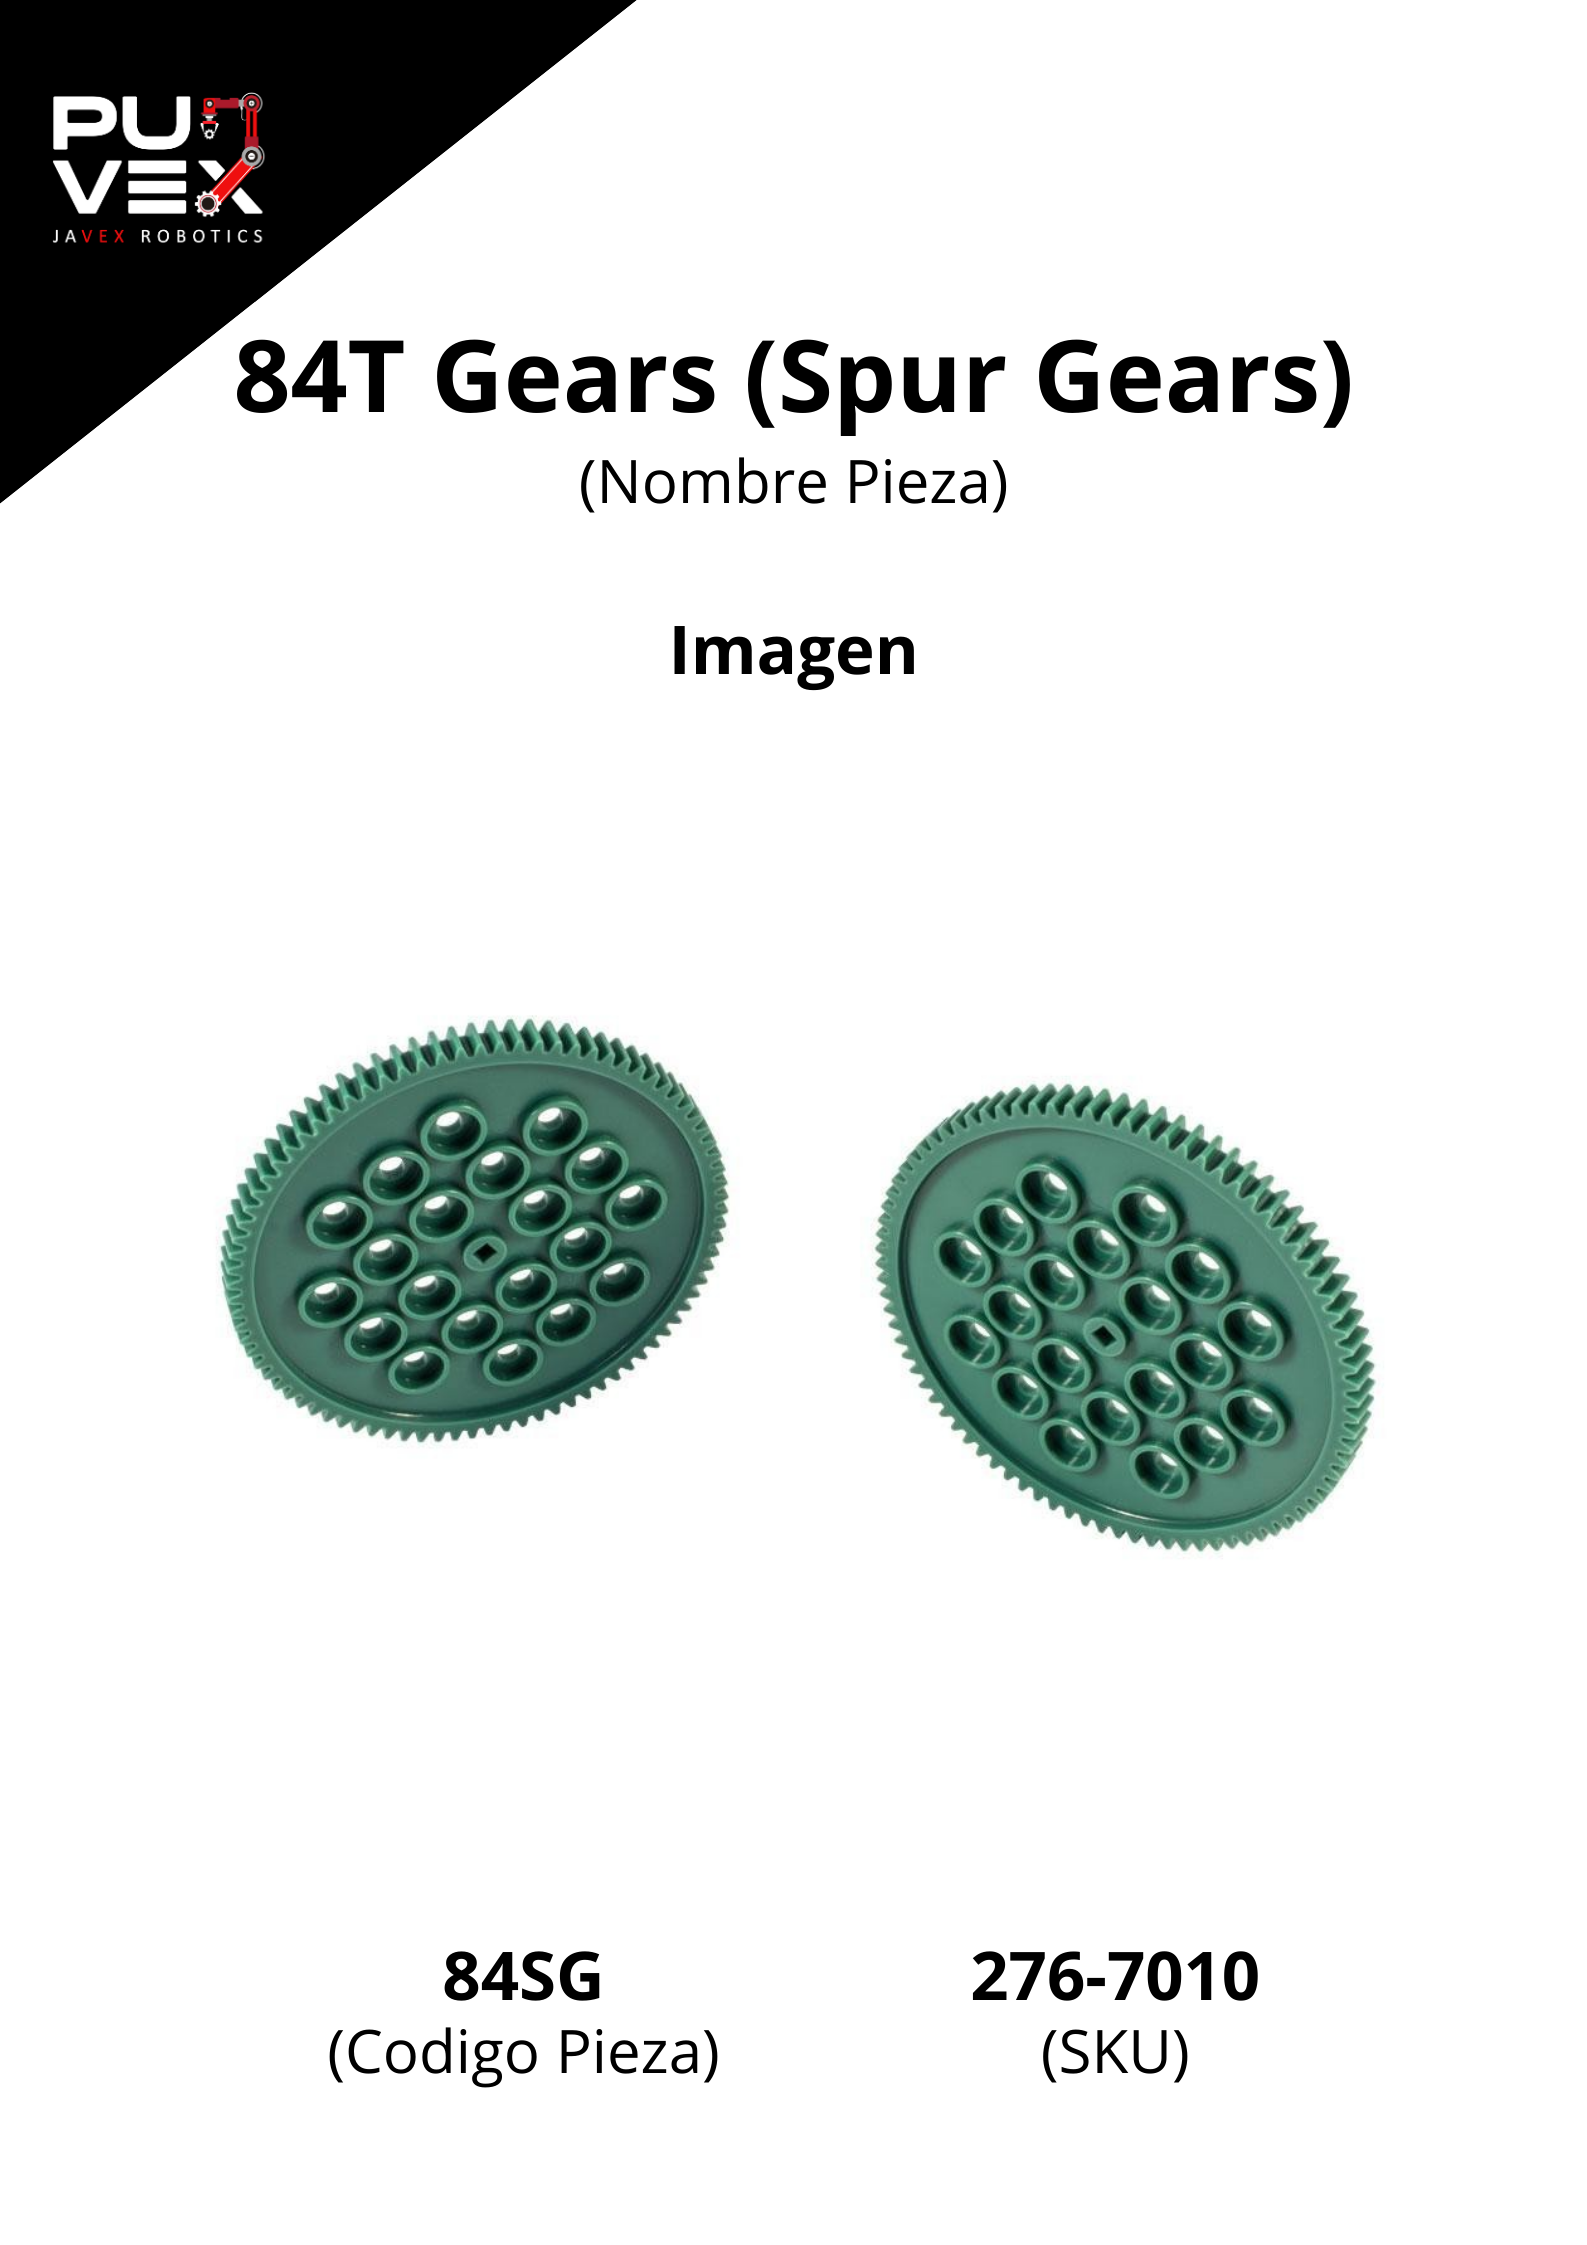 PU
VEX
JAVEX ROBOTICS
84T Gears (Spur Gears)
(Nombre Pieza)
Imagen
84SG
(Codigo Pieza)
276-7010
(SKU)